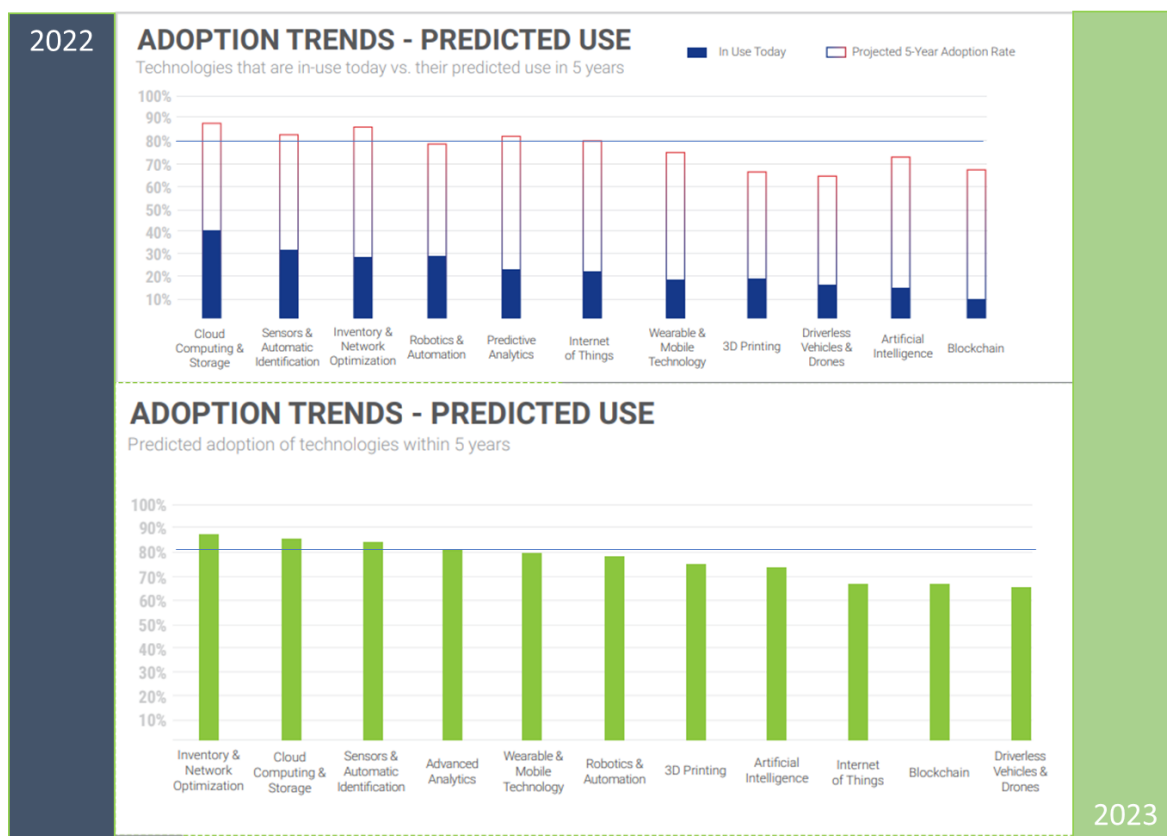 2022
ADOPTION TRENDS - PREDICTED USE
Technologies that are in-use today vs. their predicted use in 5 years
In Use Today
Projected 5-Year Adoption Rate
100%
90%
80%
70%
60%
50%
40%
30%
20%
10%
Cloud
Computing &
Storage
Sensors &
Automatic
Identification
Inventory &
Network
Optimization
Robotics &
Automation
Predictive
Analytics
Internet
of Things
Wearable &
Mobile
Technology
3D Printing
Driverless
Vehicles &
Drones
Artificial
Intelligence
Blockchain
ADOPTION TRENDS - PREDICTED USE
Predicted adoption of technologies within 5 years
100%
90%
80%
70%
60%
50%
40%
30%
20%
10%
Inventory &
Network
Optimization
Cloud
Computing &
Storage
Sensors &
Automatic
Identification
Advanced
Analytics
Wearable &
Mobile
Technology
Robotics &
Automation
3D Printing
Artificial
Intelligence
Internet
of Things
Blockchain
Driverless
Vehicles &
Drones
2023